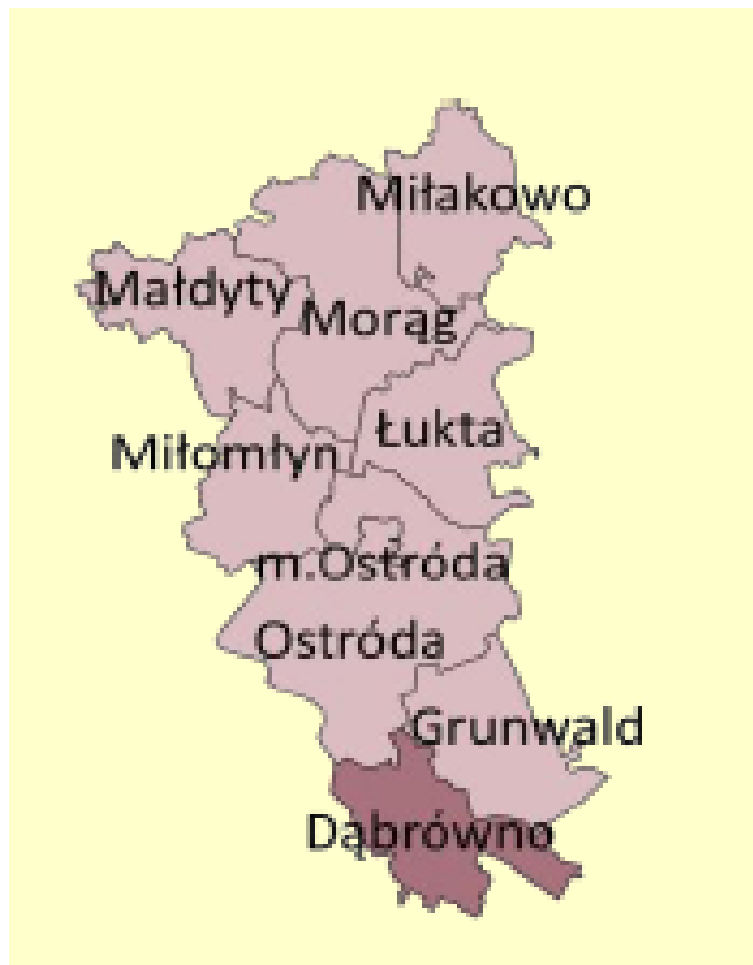 Miłakowo
Małdyty
Morąg
Łukta
Miłomłyn
m.Ostróda
Ostróda
Grunwald
Dąbrówno